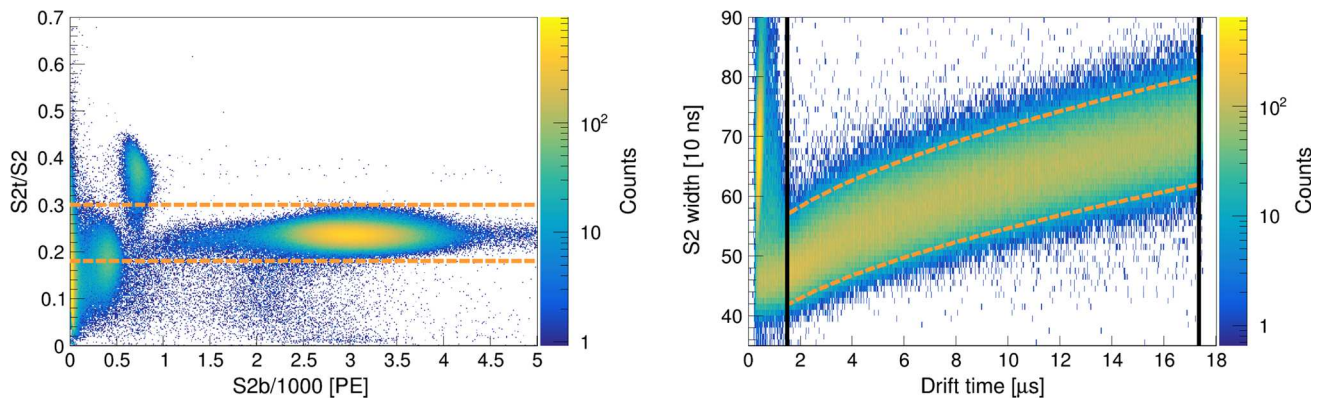 0.7
0.6
0.5
0.4
0.3
0.2
0.1
0
S2t/S2
0 0.5 1 1.5 2 2.5 3 3.5 4 4.5 5
S2b/1000 [PE]
10²
10
1
Counts
90
80
70
60
50
40
S2 width [10 ns]
0 2 4 6 8 10 12 14 16 18
Drift time [μs]
10²
10
1
Counts